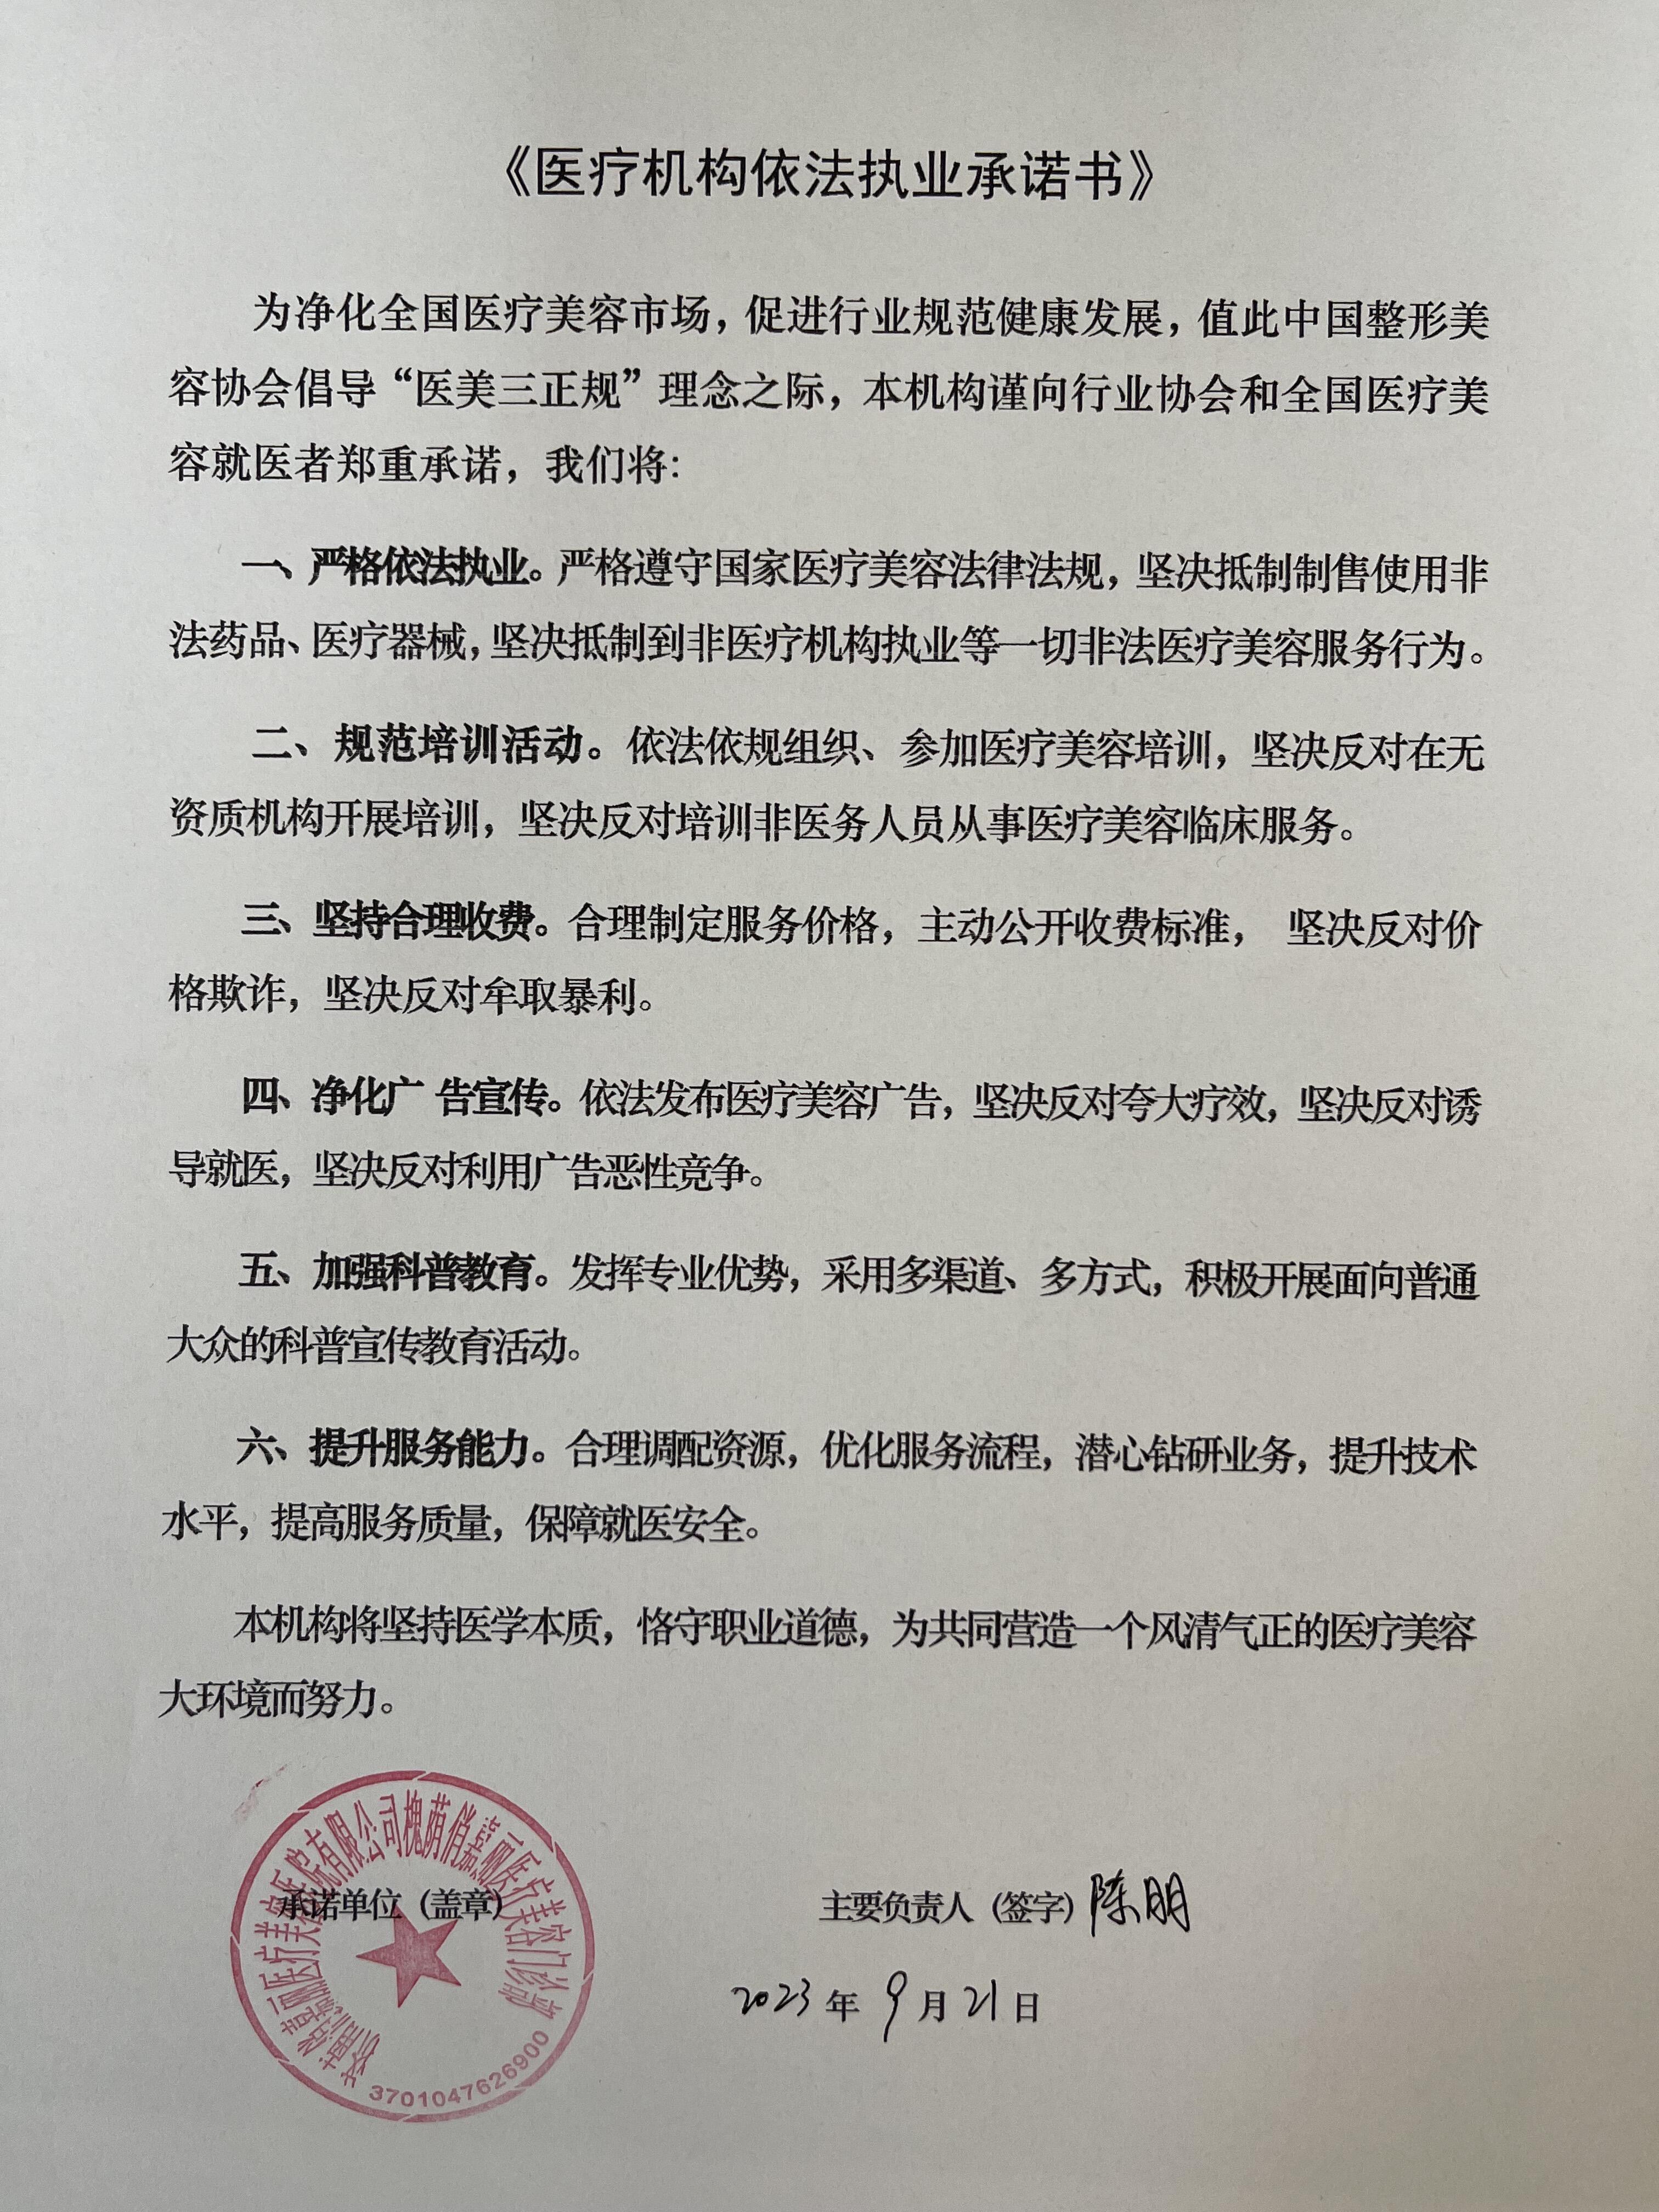 《医疗机构依法执业承诺书》
为净化全国医疗美容市场，促进行业规范健康发展，值此中国整形美
容协会倡导“医美三正规”理念之际，本机构谨向行业协会和全国医疗美
容就医者郑重承诺，我们将：
一、严格依法执业。严格遵守国家医疗美容法律法规，坚决抵制制售使用非
法药品、医疗器械，坚决抵制到非医疗机构执业等一切非法医疗美容服务行为。
二、规范培训活动。依法依规组织、参加医疗美容培训，坚决反对在无
资质机构开展培训，坚决反对培训非医务人员从事医疗美容临床服务。
三、坚持合理收费。合理制定服务价格，主动公开收费标准， 坚决反对价
格欺诈，坚决反对牟取暴利。
四、净化广 告宣传。依法发布医疗美容广告，坚决反对夸大疗效，坚决反对诱
导就医，坚决反对利用广告恶性竞争。
五、加强科普教育。发挥专业优势，采用多渠道、多方式，积极开展面向普通
大众的科普宣传教育活动。
六、提升服务能力。合理调配资源，优化服务流程，潜心钻研业务，提升技术
水平，提高服务质量，保障就医安全。
本机构将坚持医学本质，恪守职业道德，为共同营造一个风清气正的医疗美容
大环境而努力。
医疗美容医院有限公司槐荫俏嘉丽医疗美容门诊部
承诺单位（盖章）
主要负责人（签字）陈朋
2023年9月21日
3701047626900